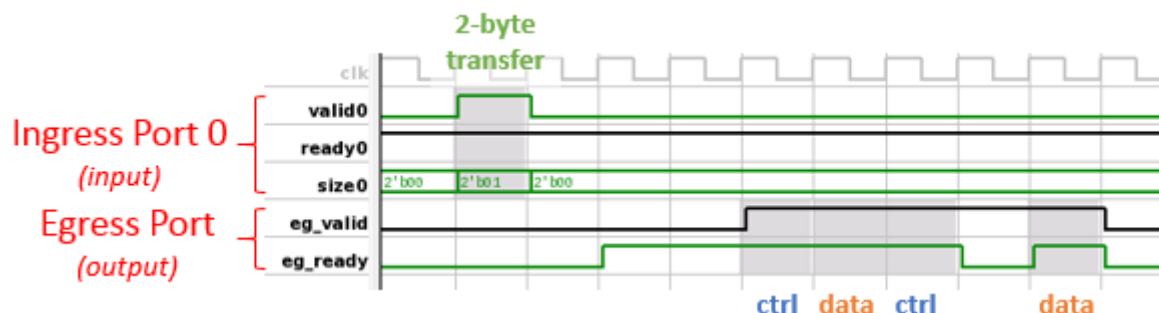 2-byte
transfer
clk
Ingress Port 0
(input)
valid0
ready0
size0
2'b00 2'b01 2'b00
Egress Port
(output)
eg_valid
eg_ready
ctrl data ctrl data